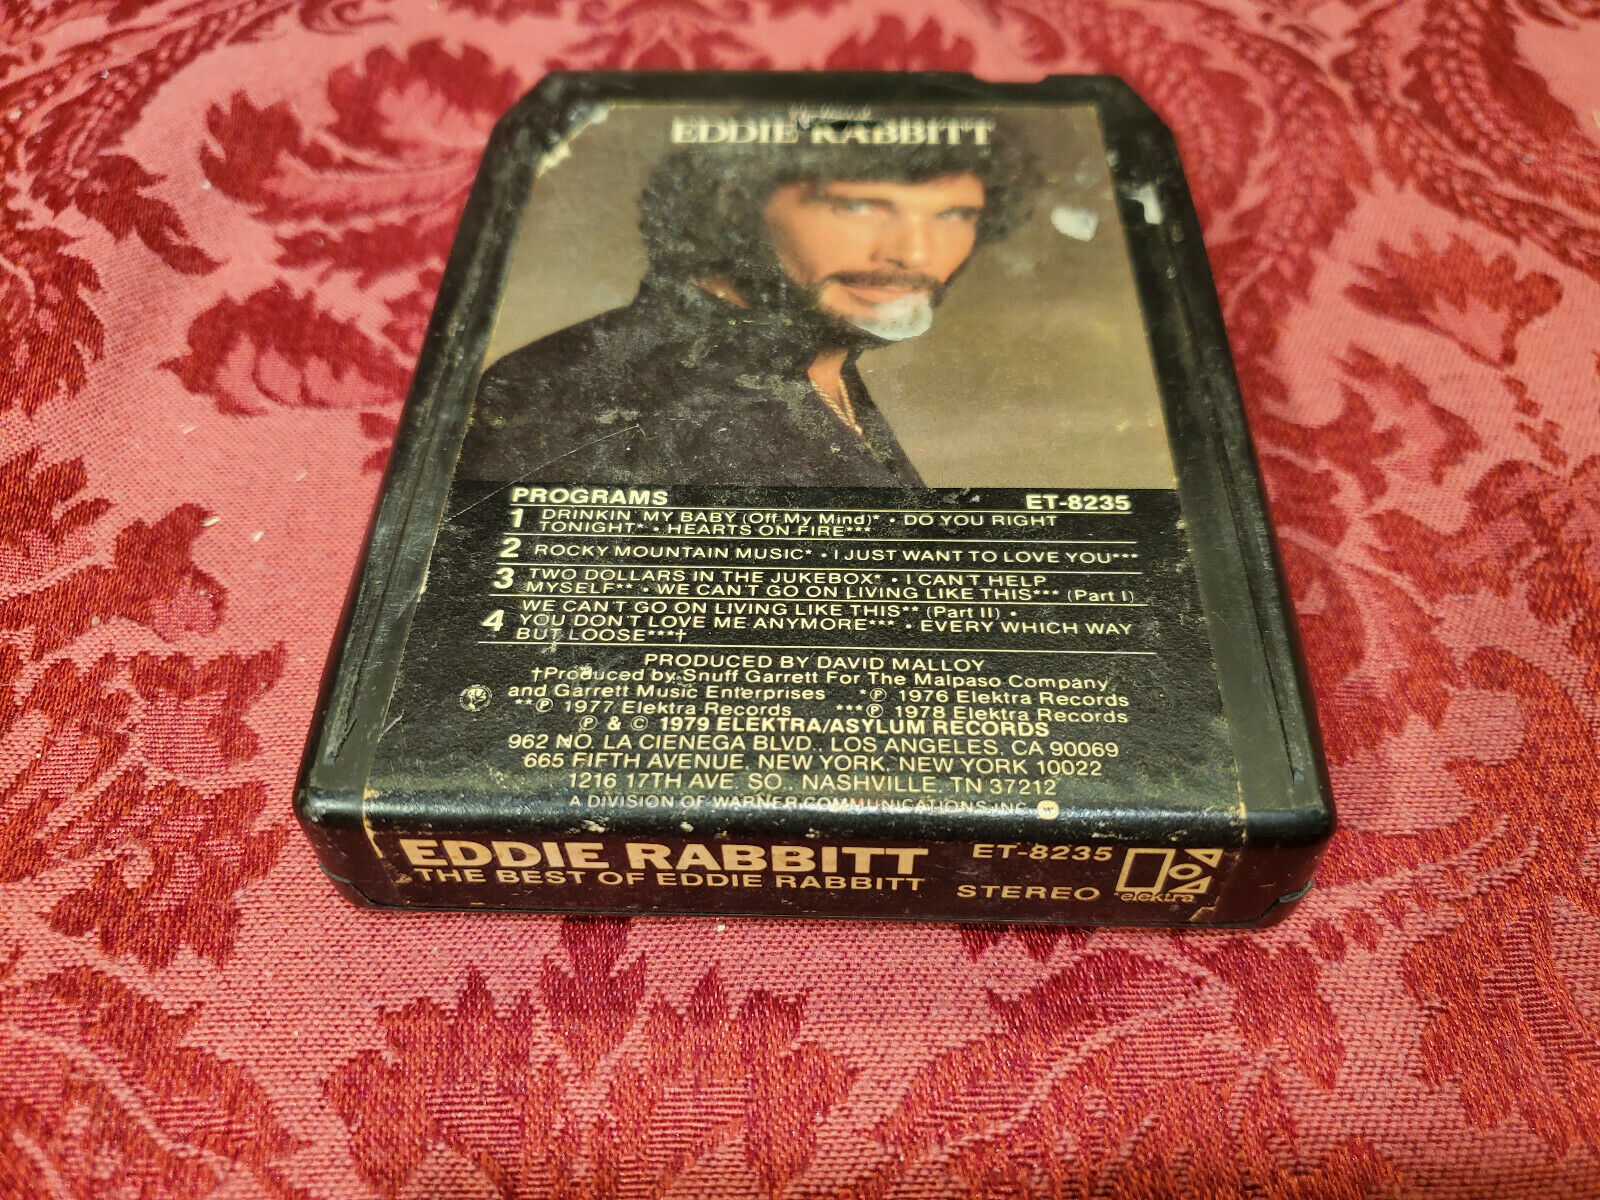 EDDIE RABBITT
PROGRAMS ET-8235
1 DRINKIN' MY BABY (Off My Mind)* • DO YOU RIGHT
TONIGHT* • HEARTS ON FIRE***
2 ROCKY MOUNTAIN MUSIC* • I JUST WANT TO LOVE YOU***
3 TWO DOLLARS IN THE JUKEBOX* • I CAN'T HELP
MYSELF** • WE CAN'T GO ON LIVING LIKE THIS*** (Part I)
WE CAN'T GO ON LIVING LIKE THIS** (Part II) •
4 YOU DON'T LOVE ME ANYMORE*** • EVERY WHICH WAY
BUT LOOSE***†
PRODUCED BY DAVID MALLOY
†Produced by Snuff Garrett For The Malpaso Company
and Garrett Music Enterprises *℗ 1976 Elektra Records
**℗ 1977 Elektra Records ***℗ 1978 Elektra Records
℗ & © 1979 ELEKTRA/ASYLUM RECORDS
962 NO. LA CIENEGA BLVD., LOS ANGELES, CA 90069
665 FIFTH AVENUE, NEW YORK, NEW YORK 10022
1216 17TH AVE. SO., NASHVILLE, TN 37212
A DIVISION OF WARNER COMMUNICATIONS INC.
EDDIE RABBITT ET-8235
THE BEST OF EDDIE RABBITT STEREO
elektra